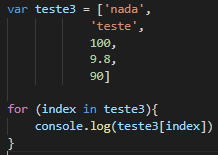 var teste3 = ['nada',
'teste',
100,
9.8,
90]
for (index in teste3){
console.log(teste3[index])
}